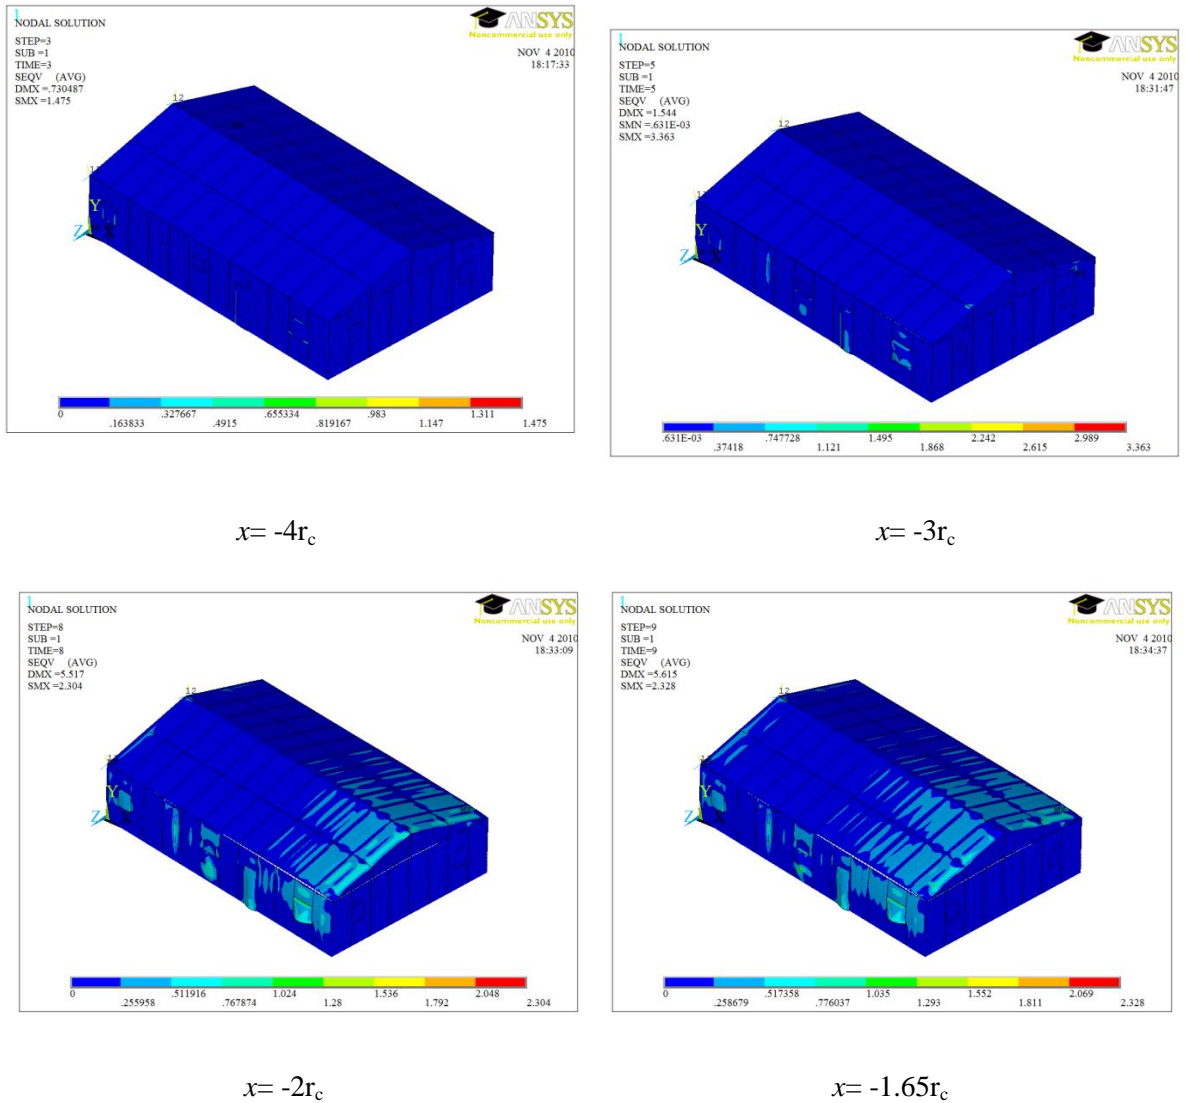 1
NODAL SOLUTION
STEP=3
SUB =1
TIME=3
SEQV (AVG)
DMX =.730487
SMX =1.475
ANSYS
Noncommercial use only
NOV 4 2010
18:17:33
12
Y
Z X
0 .163833 .327667 .4915 .655334 .819167 .983 1.147 1.311 1.475
x= -4rc
1
NODAL SOLUTION
STEP=5
SUB =1
TIME=5
SEQV (AVG)
DMX =1.544
SMN =.631E-03
SMX =3.363
ANSYS
Noncommercial use only
NOV 4 2010
18:31:47
12
Y
Z X
.631E-03 .37418 .747728 1.121 1.495 1.868 2.242 2.615 2.989 3.363
x= -3rc
1
NODAL SOLUTION
STEP=8
SUB =1
TIME=8
SEQV (AVG)
DMX =5.517
SMX =2.304
ANSYS
Noncommercial use only
NOV 4 2010
18:33:09
12
Y
Z X
0 .255958 .511916 .767874 1.024 1.28 1.536 1.792 2.048 2.304
x= -2rc
1
NODAL SOLUTION
STEP=9
SUB =1
TIME=9
SEQV (AVG)
DMX =5.615
SMX =2.328
ANSYS
Noncommercial use only
NOV 4 2010
18:34:37
12
Y
Z X
0 .258679 .517358 .776037 1.035 1.293 1.552 1.811 2.069 2.328
x= -1.65rc